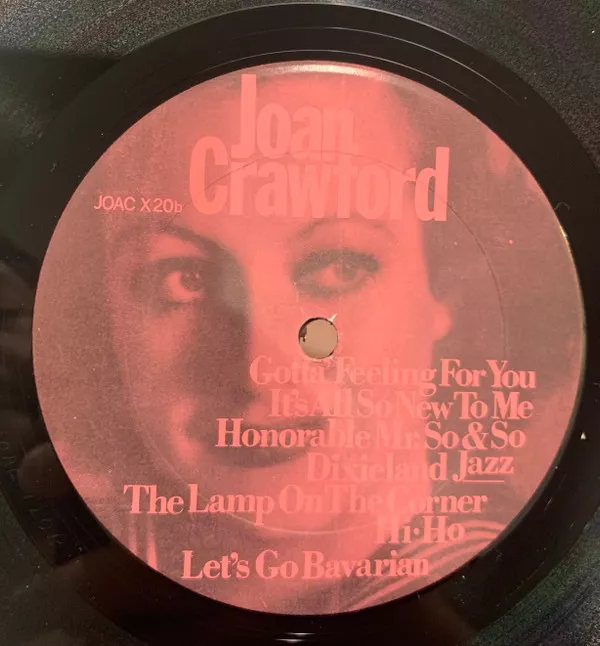 Joan
Crawford
JOAC X20b
Gotta Feeling For You
It's All So New To Me
Honorable Mr. So & So
Dixieland Jazz
The Lamp On The Corner
Hi·Ho
Let's Go Bavarian